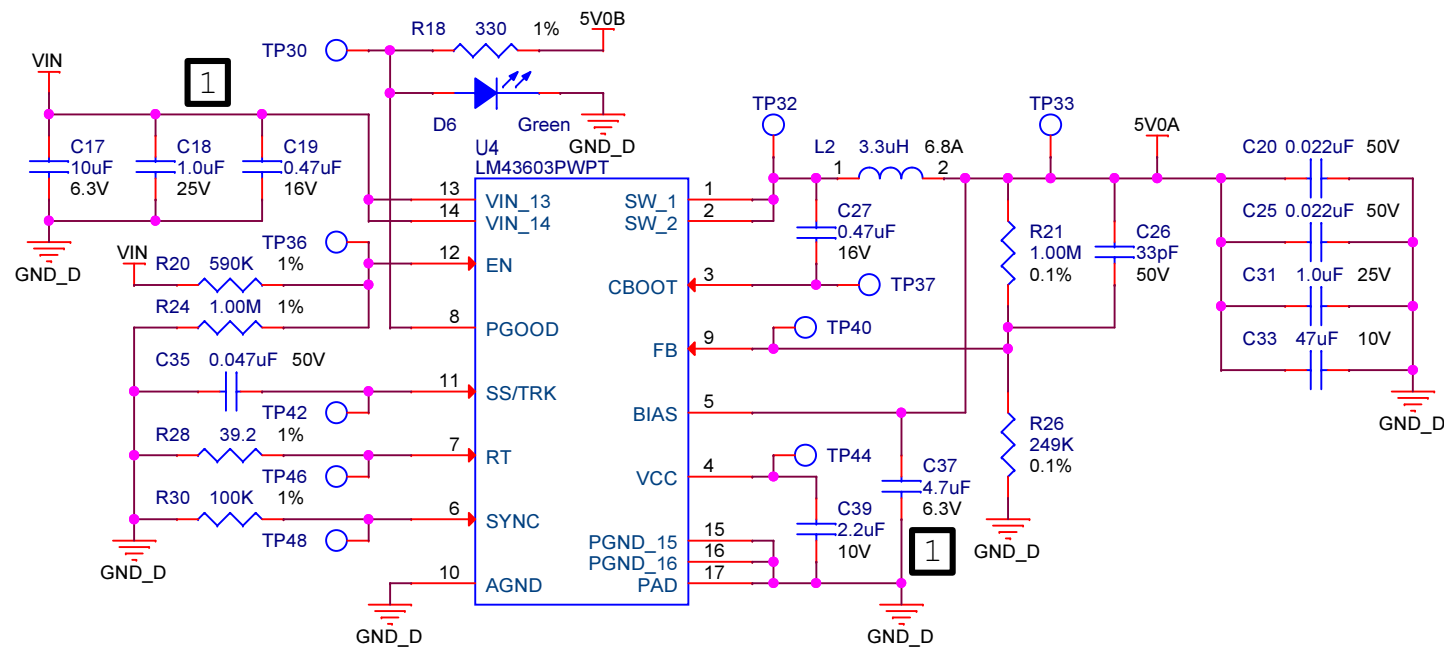 R18 330 1% 5V0B
TP30
VIN
1
D6 Green GND_D
C17 10uF 6.3V
C18 1.0uF 25V
C19 0.47uF 16V
GND_D
U4
LM43603PWPT
13 VIN_13
14 VIN_14
TP36
12 EN
VIN R20 590K 1%
R24 1.00M 1%
8 PGOOD
C35 0.047uF 50V
11 SS/TRK
TP42
R28 39.2 1%
7 RT
TP46
R30 100K 1%
6 SYNC
TP48
GND_D
10 AGND
GND_D
SW_1 1
SW_2 2
CBOOT 3
FB 9
BIAS 5
VCC 4
PGND_15 15
PGND_16 16
PAD 17
TP32
L2 3.3uH 6.8A
1 2
TP33
5V0A
C27 0.47uF 16V
TP37
TP40
R21 1.00M 0.1%
C26 33pF 50V
R26 249K 0.1%
GND_D
TP44
C39 2.2uF 10V
C37 4.7uF 6.3V
1
GND_D
C20 0.022uF 50V
C25 0.022uF 50V
C31 1.0uF 25V
C33 47uF 10V
GND_D